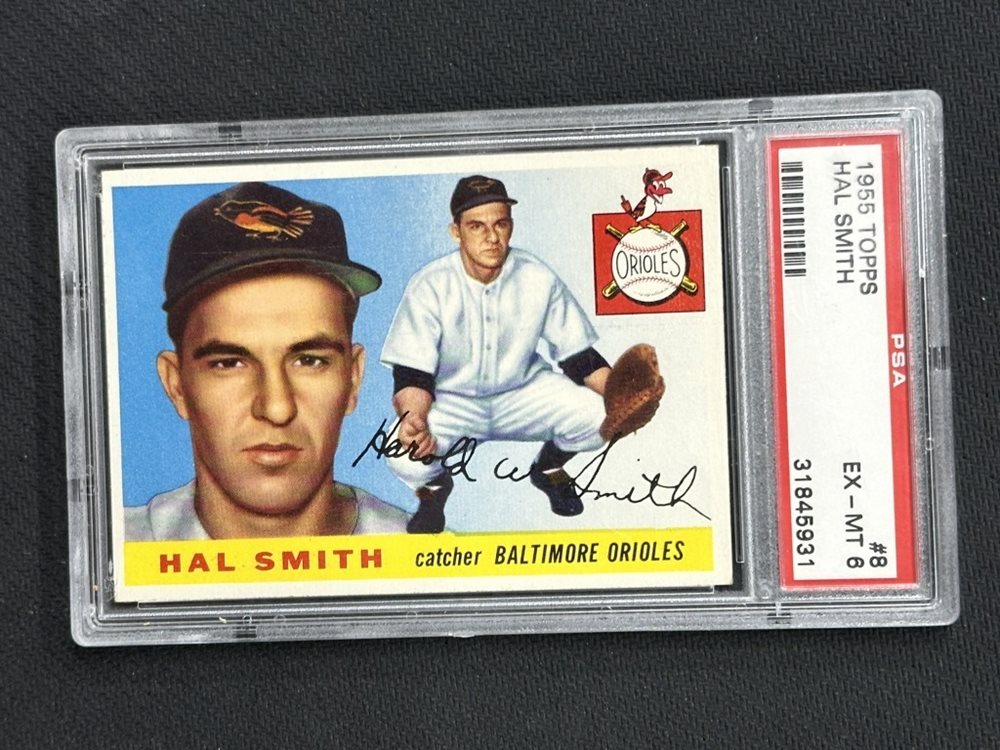 ORIOLES
Harold W Smith
HAL SMITH catcher BALTIMORE ORIOLES
1955 TOPPS
HAL SMITH
PSA
#8
EX - MT 6
31845931